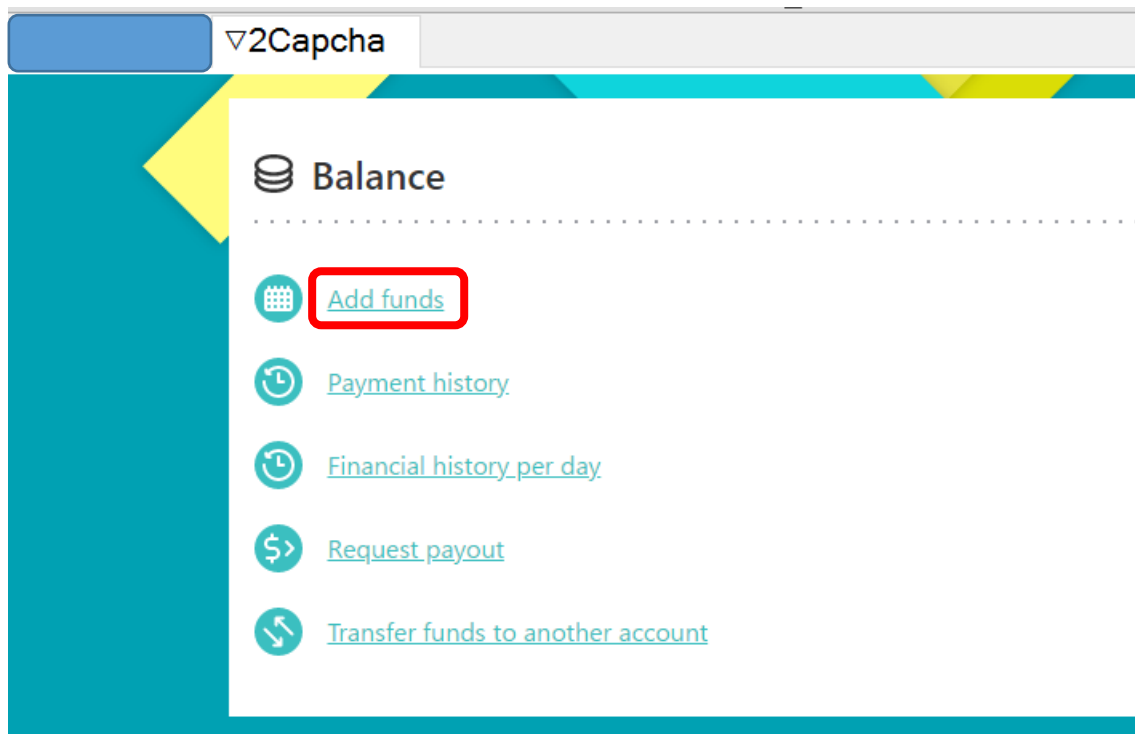 ▽2Capcha
Balance
Add funds
Payment history
Financial history per day
Request payout
Transfer funds to another account